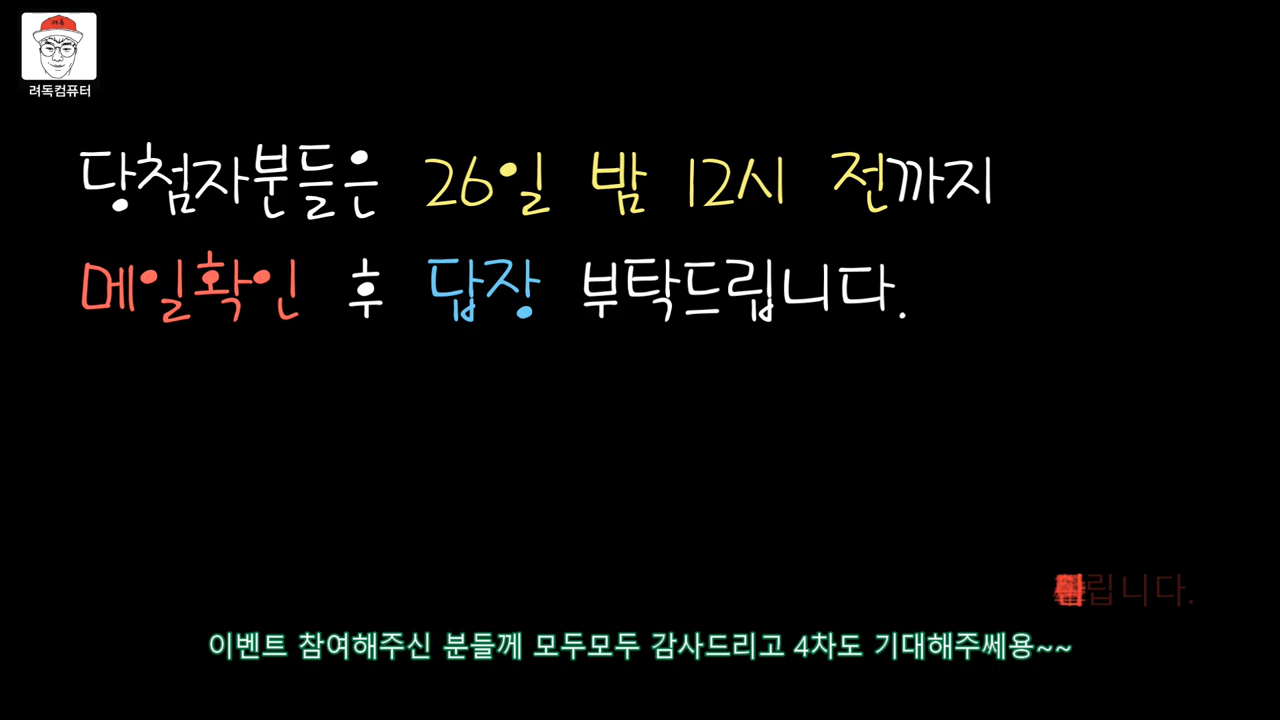 려독컴퓨터
당첨자분들은 26일 밤 12시 전까지
메일확인 후 답장 부탁드립니다.
립니다.
이벤트 참여해주신 분들께 모두모두 감사드리고 4차도 기대해주쎄용~~